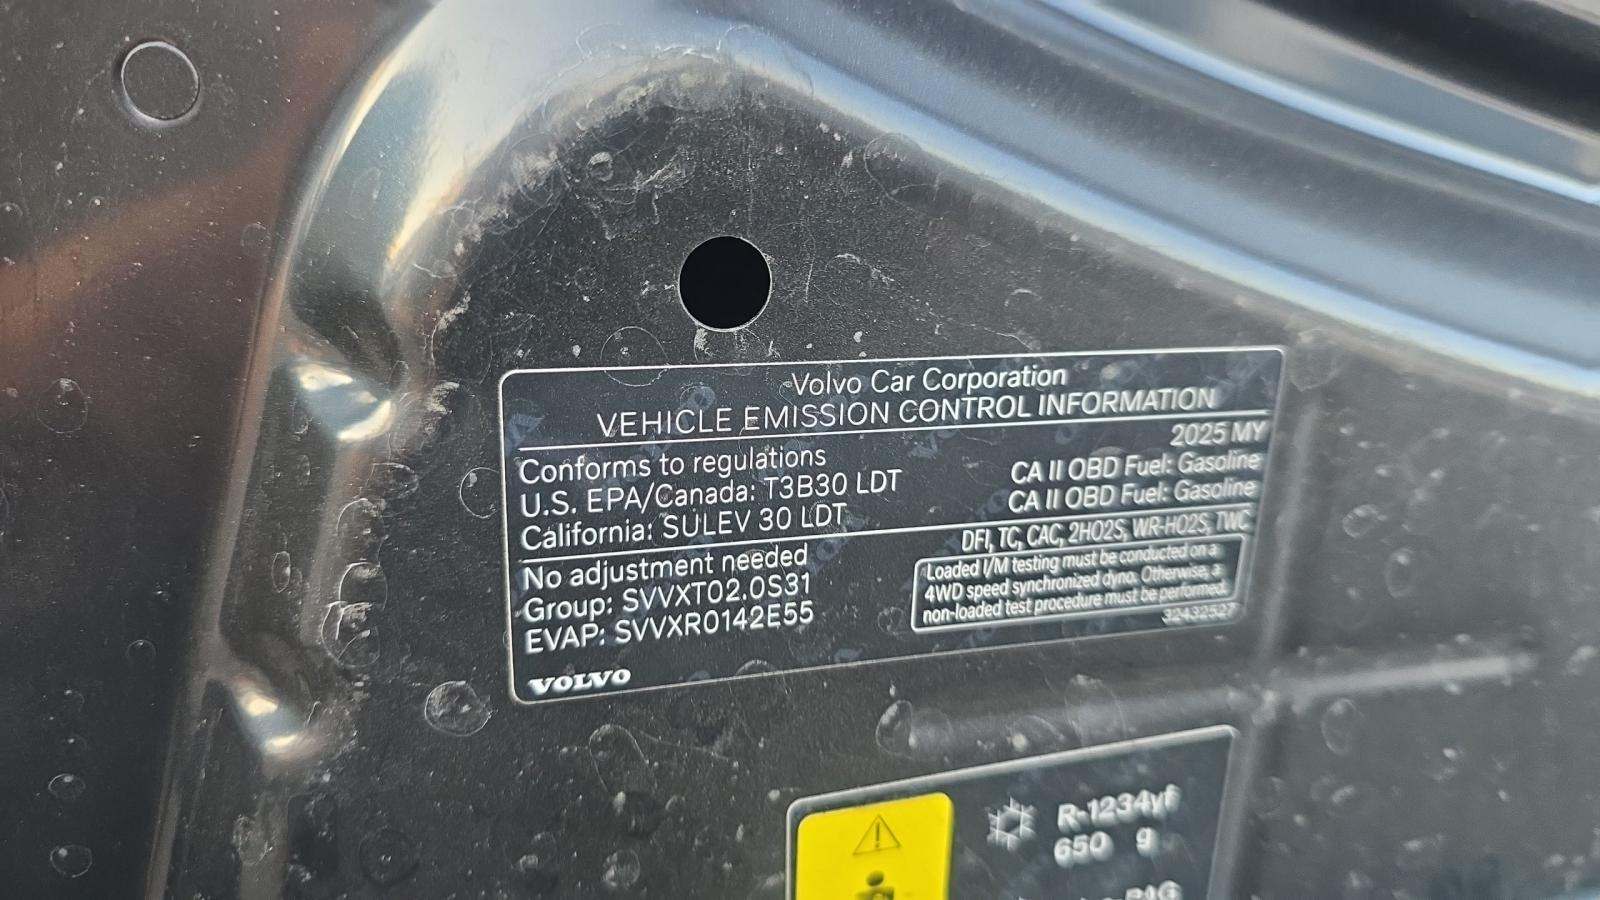 Volvo Car Corporation
VEHICLE EMISSION CONTROL INFORMATION
2025 MY
Conforms to regulations
U.S. EPA/Canada: T3B30 LDT CA II OBD Fuel: Gasoline
California: SULEV 30 LDT CA II OBD Fuel: Gasoline
No adjustment needed DFI, TC, CAC, 2HO2S, WR-HO2S, TWC
Group: SVVXT02.0S31
EVAP: SVVXR0142E55
Loaded I/M testing must be conducted on a
4WD speed synchronized dyno. Otherwise, a
non-loaded test procedure must be performed.
32432527
VOLVO
R-1234yf
650 g